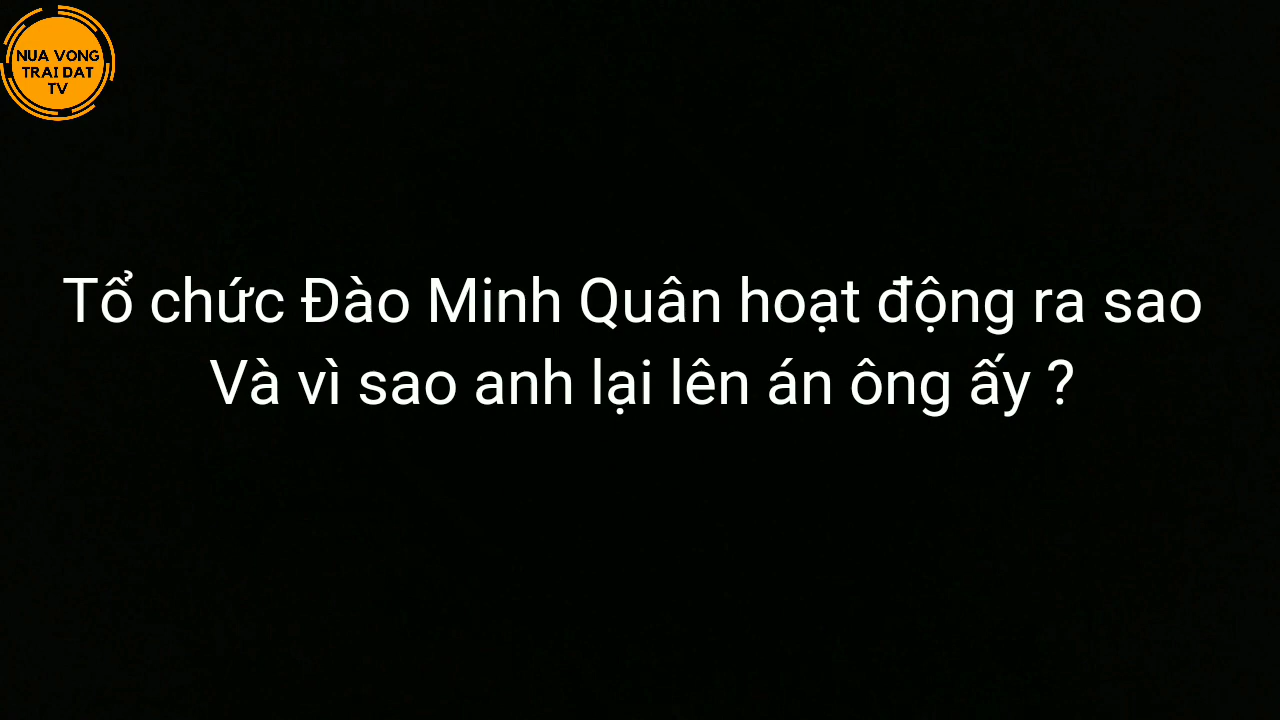 NUA VONG
TRAI DAT
TV
Tổ chức Đào Minh Quân hoạt động ra sao
Và vì sao anh lại lên án ông ấy ?